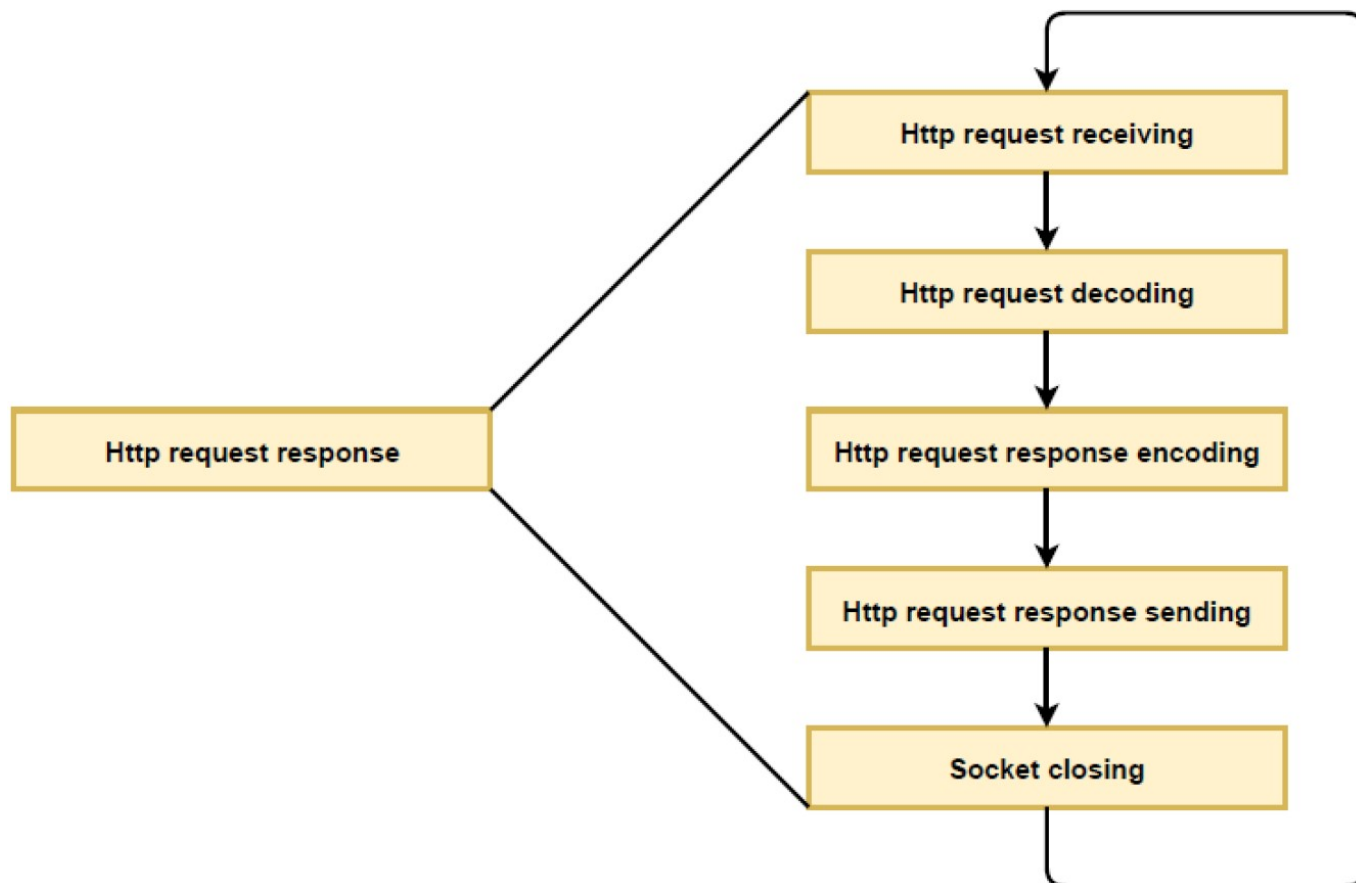 Http request receiving
Http request decoding
Http request response
Http request response encoding
Http request response sending
Socket closing